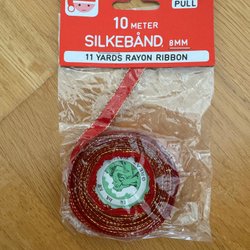 PULL
10 METER
SILKEBÅND 8MM
11 YARDS RAYON RIBBON